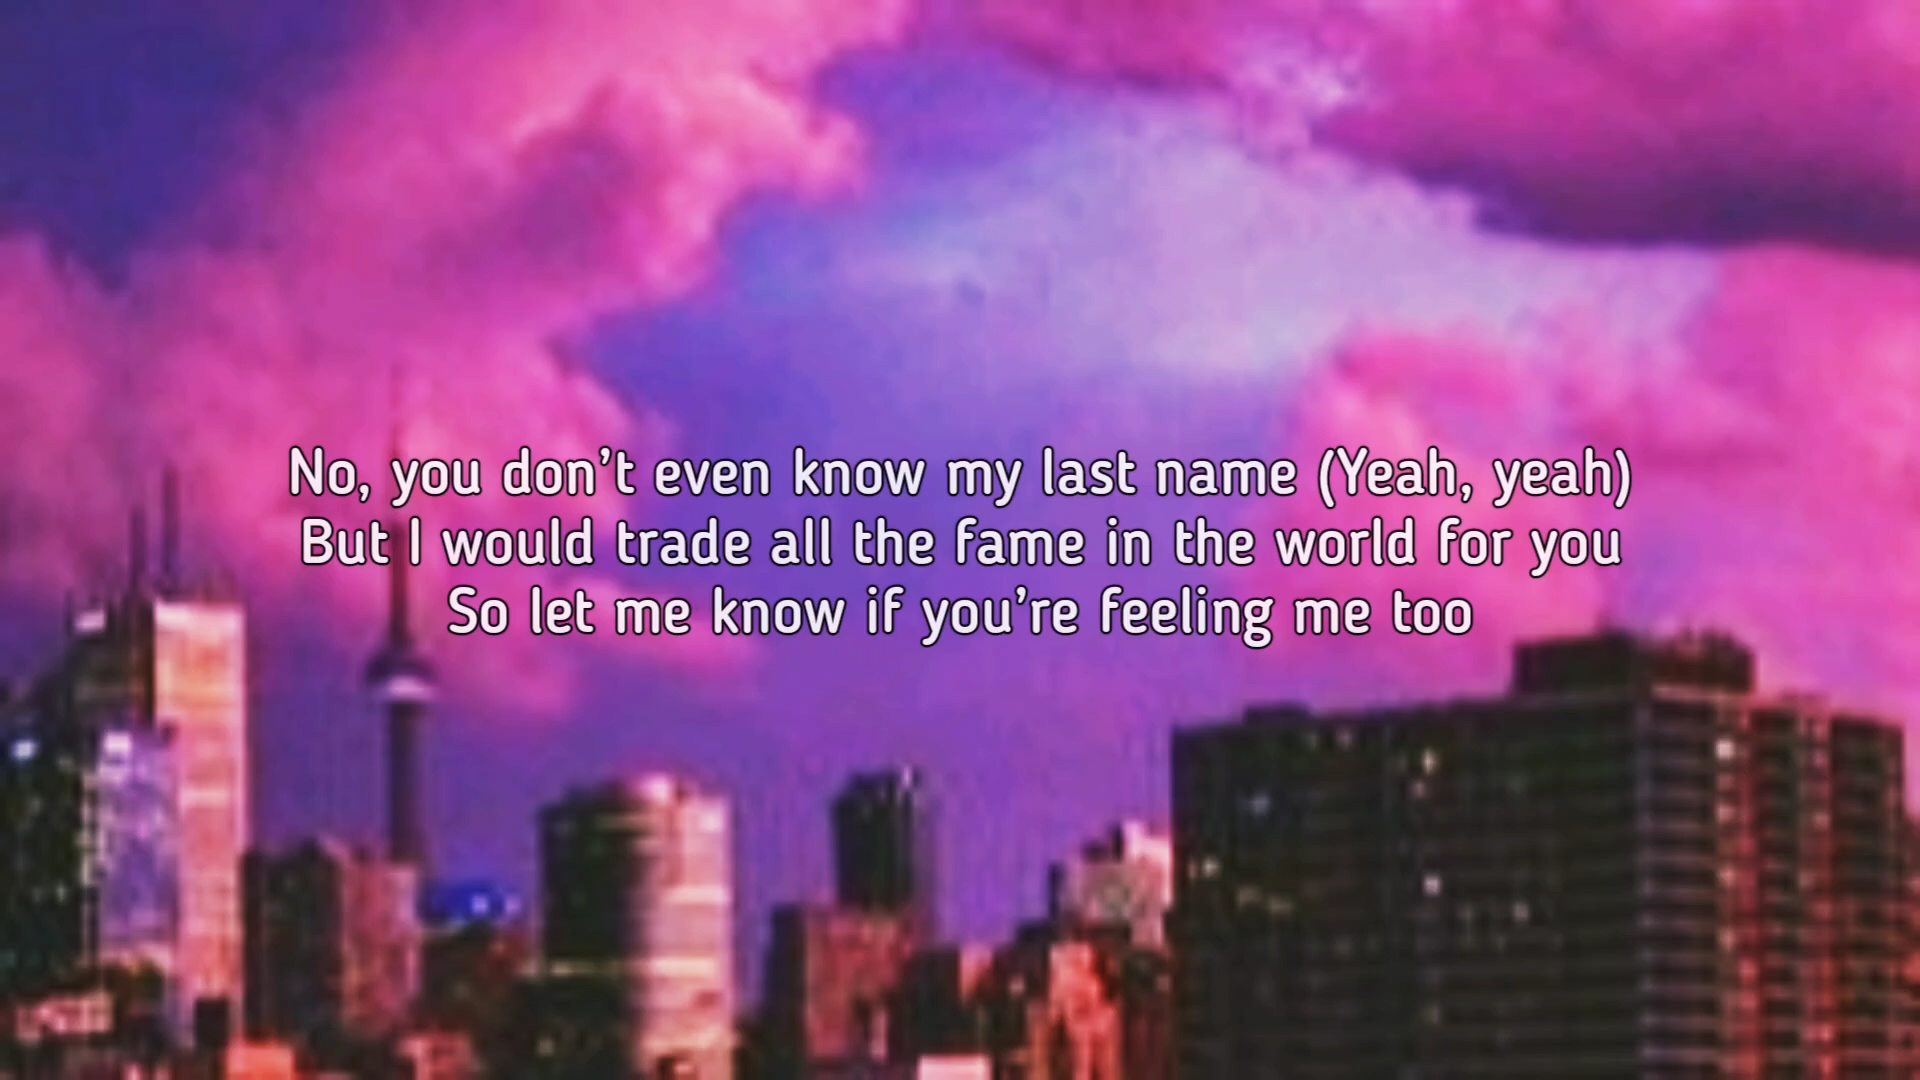 No, you don’t even know my last name (Yeah, yeah)
But I would trade all the fame in the world for you
So let me know if you’re feeling me too